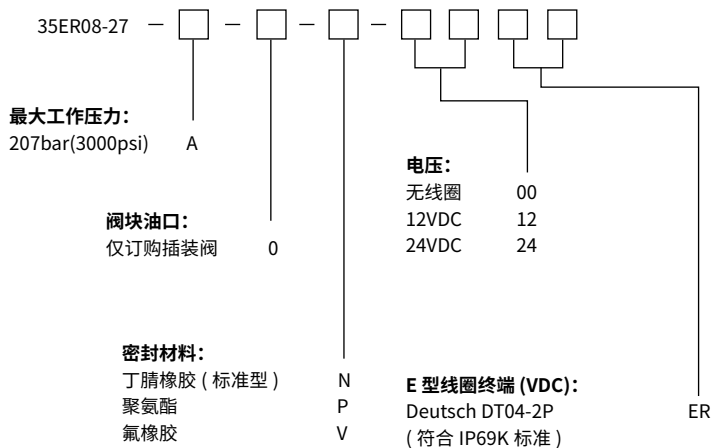 35ER08-27
最大工作压力：
207bar(3000psi) A
电压：
无线圈 00
12VDC 12
24VDC 24
阀块油口：
仅订购插装阀 0
密封材料：
丁腈橡胶 ( 标准型 ) N
聚氨酯 P
氟橡胶 V
E 型线圈终端 (VDC)：
Deutsch DT04-2P ER
( 符合 IP69K 标准 )